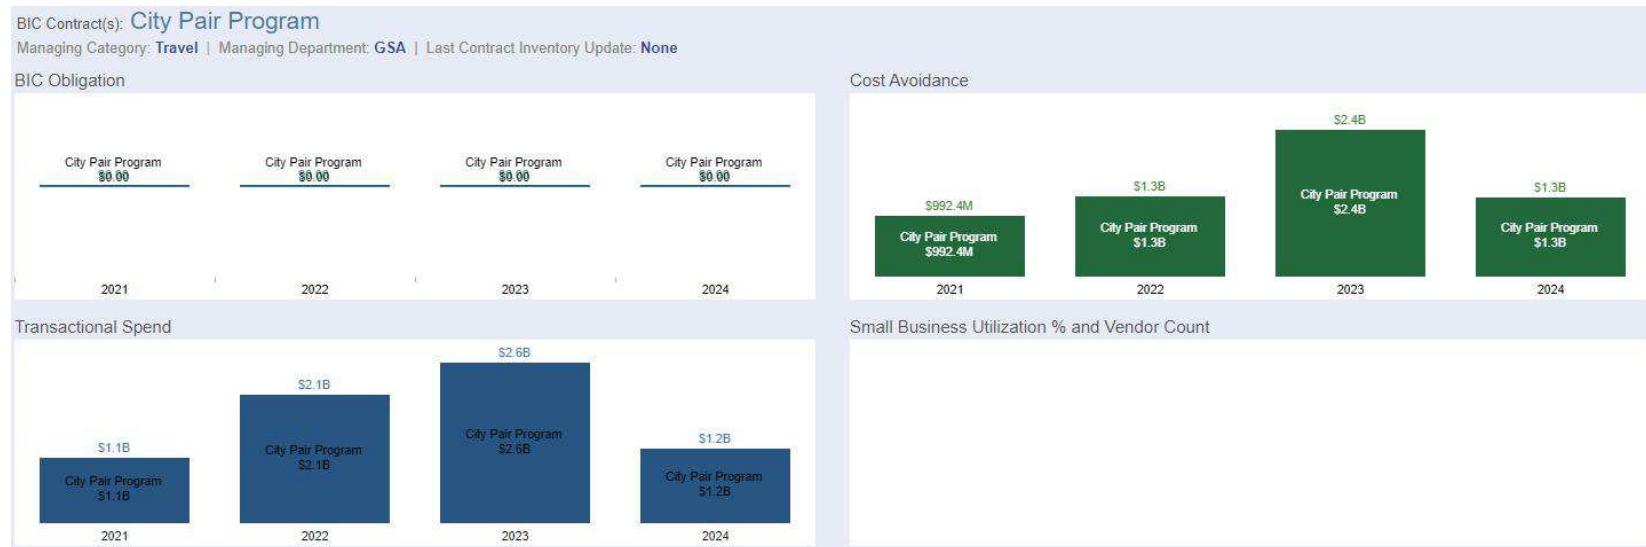 BIC Contract(s): City Pair Program
Managing Category: Travel | Managing Department: GSA | Last Contract Inventory Update: None
BIC Obligation
City Pair Program
$0.00
City Pair Program
$0.00
City Pair Program
$0.00
City Pair Program
$0.00
2021
2022
2023
2024
Cost Avoidance
$992.4M
City Pair Program
$992.4M
$1.3B
City Pair Program
$1.3B
$2.4B
City Pair Program
$2.4B
$1.3B
City Pair Program
$1.3B
2021
2022
2023
2024
Transactional Spend
$1.1B
City Pair Program
$1.1B
$2.1B
City Pair Program
$2.1B
$2.6B
City Pair Program
$2.6B
$1.2B
City Pair Program
$1.2B
2021
2022
2023
2024
Small Business Utilization % and Vendor Count